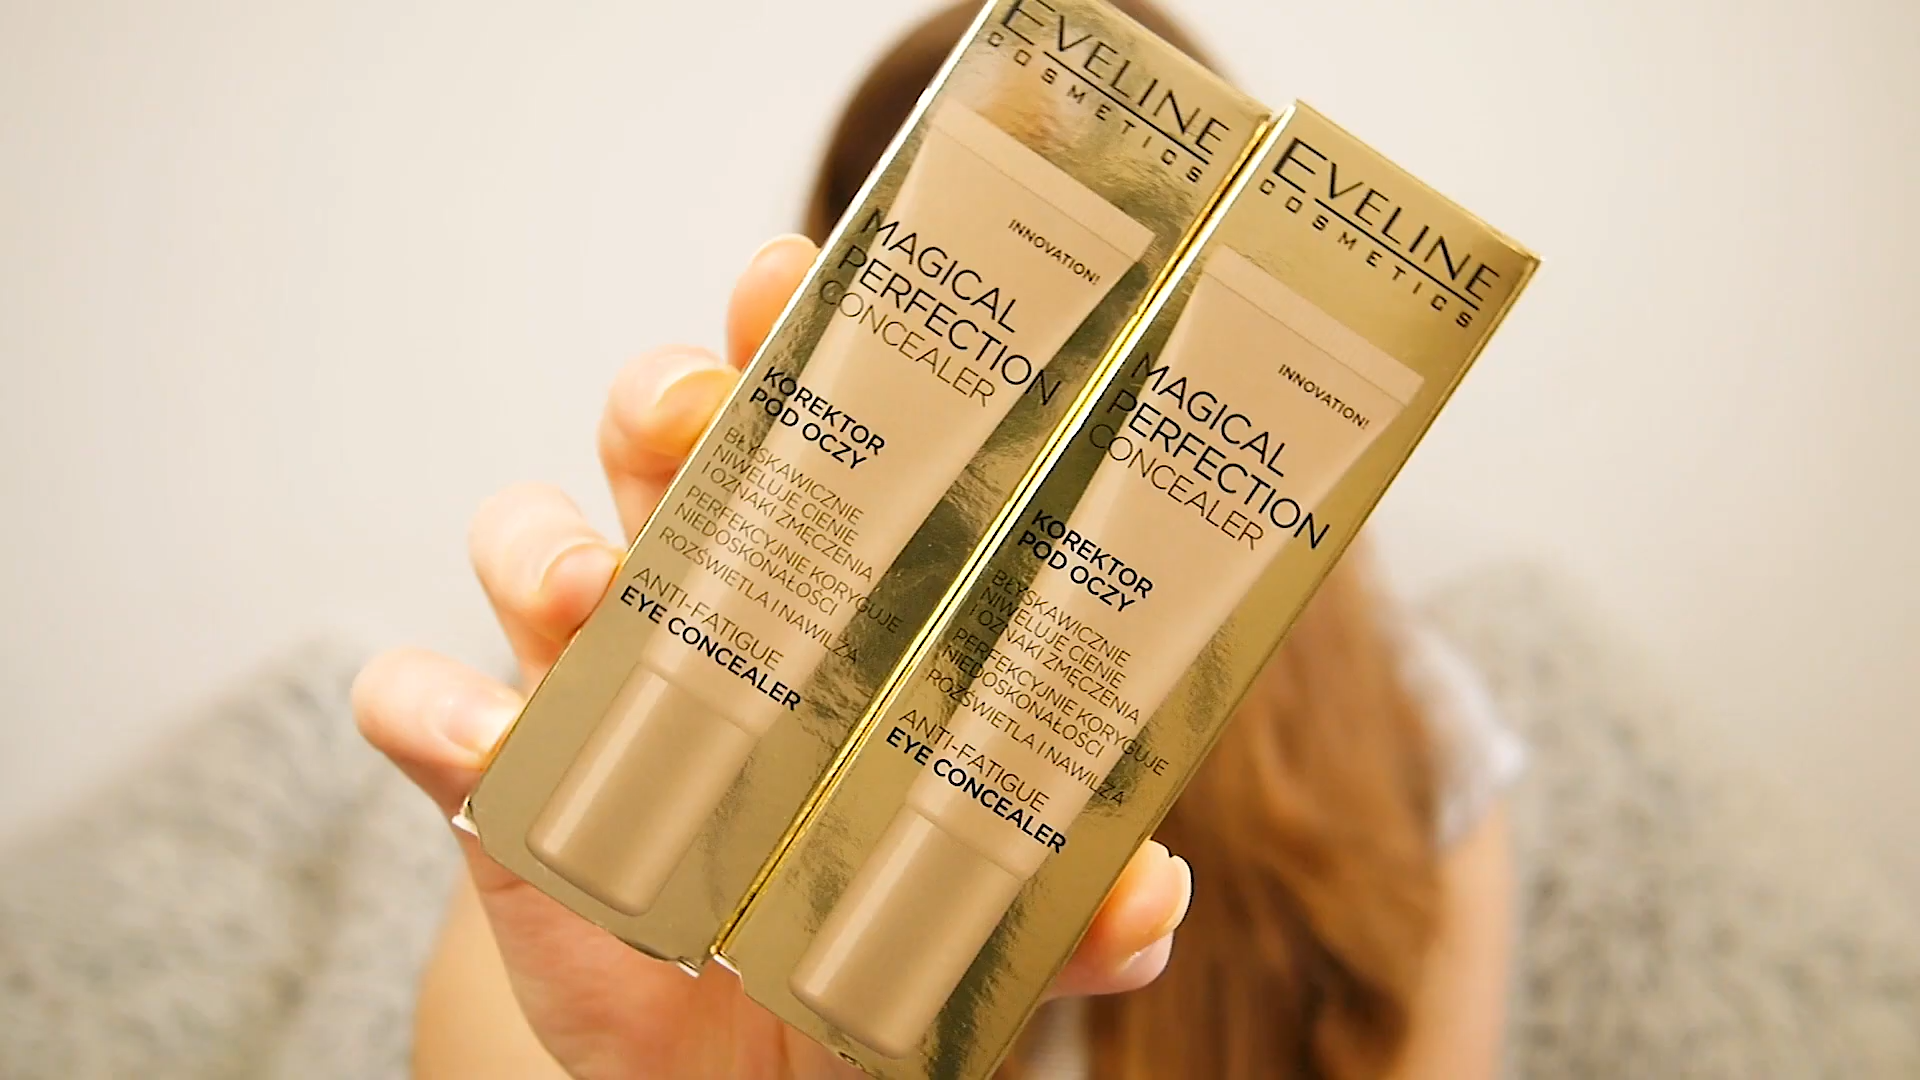 EVELINE
COSMETICS
INNOVATION!
MAGICAL
PERFECTION
CONCEALER
KOREKTOR
POD OCZY
BŁYSKAWICZNIE
NIWELUJE CIENIE
I OZNAKI ZMĘCZENIA
PERFEKCYJNIE KORYGUJE
NIEDOSKONAŁOŚCI
ROZŚWIETLA I NAWILŻA
ANTI-FATIGUE
EYE CONCEALER
EVELINE
COSMETICS
INNOVATION!
MAGICAL
PERFECTION
CONCEALER
KOREKTOR
POD OCZY
BŁYSKAWICZNIE
NIWELUJE CIENIE
I OZNAKI ZMĘCZENIA
PERFEKCYJNIE KORYGUJE
NIEDOSKONAŁOŚCI
ROZŚWIETLA I NAWILŻA
ANTI-FATIGUE
EYE CONCEALER